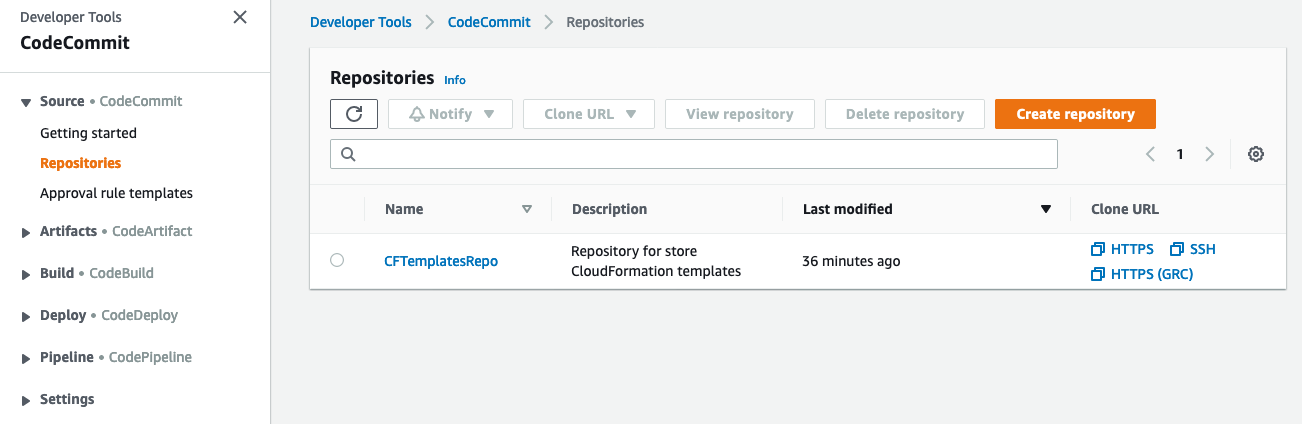 Developer Tools
CodeCommit
Source • CodeCommit
Getting started
Repositories
Approval rule templates
Artifacts • CodeArtifact
Build • CodeBuild
Deploy • CodeDeploy
Pipeline • CodePipeline
Settings
Developer Tools > CodeCommit > Repositories
Repositories Info
Notify Clone URL View repository Delete repository Create repository
1
Name Description Last modified Clone URL
CFTemplatesRepo
Repository for store
CloudFormation templates
36 minutes ago
HTTPS SSH
HTTPS (GRC)